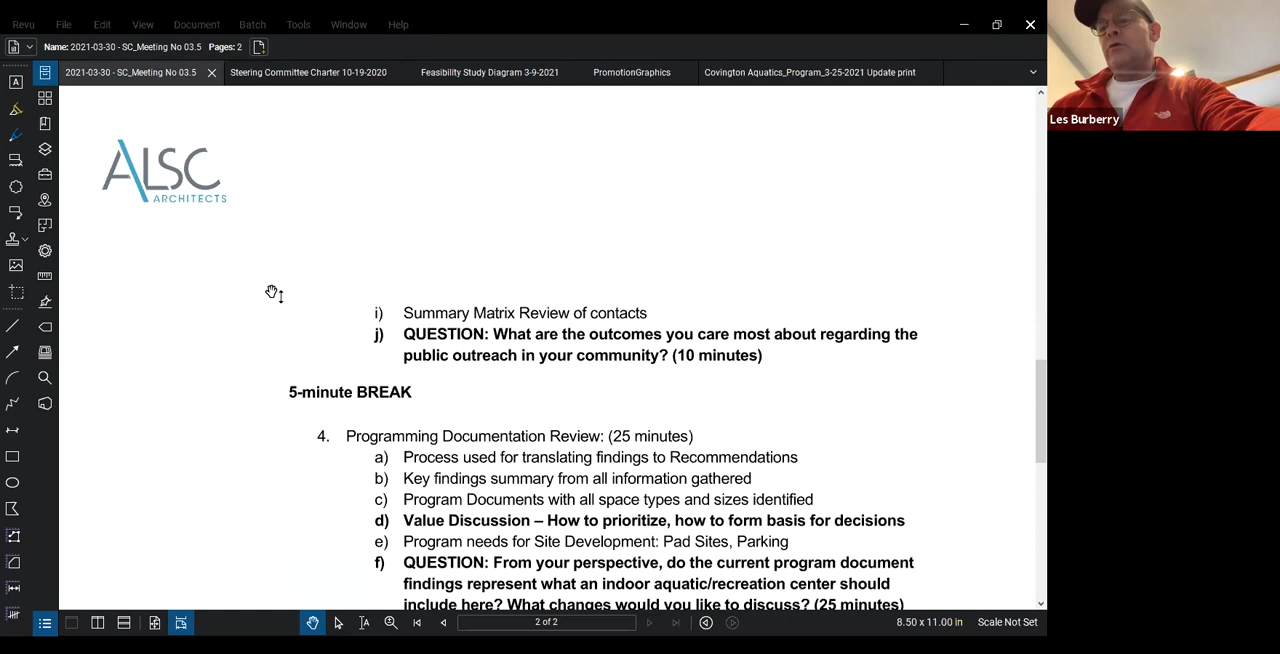 Revu File Edit View Document Batch Tools Window Help
Name: 2021-03-30 - SC_Meeting No 03.5 Pages: 2
2021-03-30 - SC_Meeting No 03.5 Steering Committee Charter 10-19-2020 Feasibility Study Diagram 3-9-2021 PromotionGraphics Covington Aquatics_Program_3-25-2021 Update print
Les Burberry
ALSC
ARCHITECTS
i) Summary Matrix Review of contacts
j) QUESTION: What are the outcomes you care most about regarding the
public outreach in your community? (10 minutes)
5-minute BREAK
4. Programming Documentation Review: (25 minutes)
a) Process used for translating findings to Recommendations
b) Key findings summary from all information gathered
c) Program Documents with all space types and sizes identified
d) Value Discussion – How to prioritize, how to form basis for decisions
e) Program needs for Site Development: Pad Sites, Parking
f) QUESTION: From your perspective, do the current program document
findings represent what an indoor aquatic/recreation center should
include here? What changes would you like to discuss? (25 minutes)
2 of 2
8.50 x 11.00 in Scale Not Set